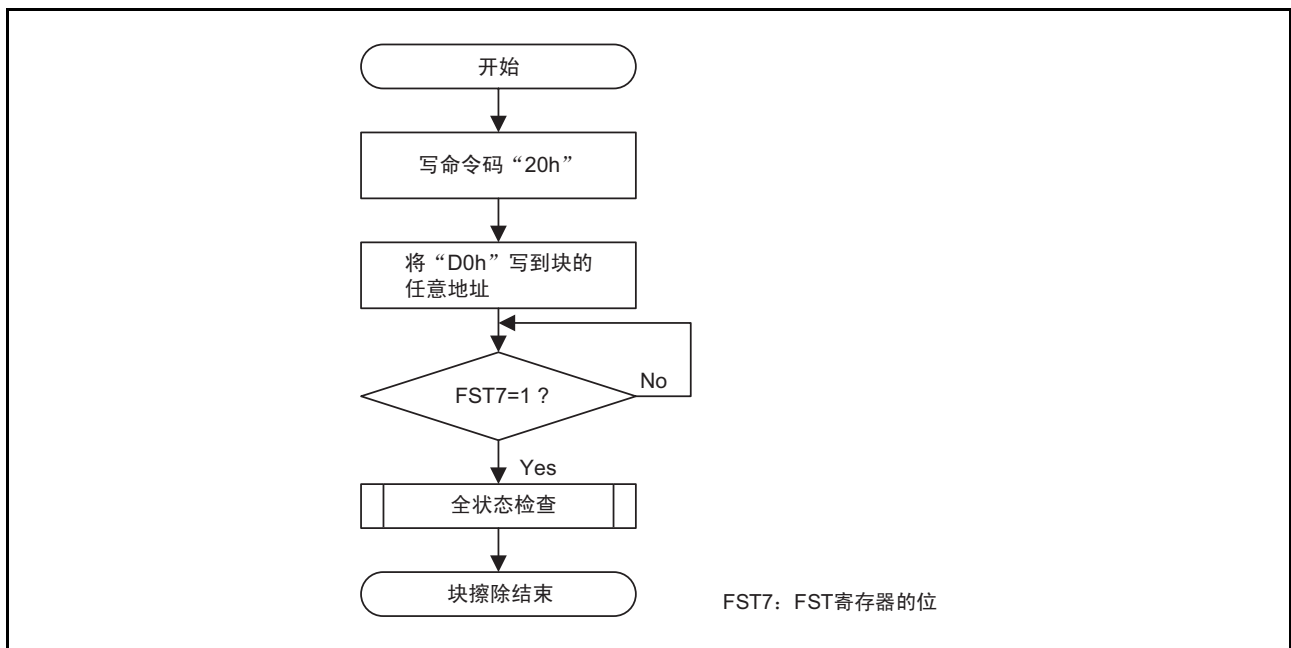 开始
写命令码“20h”
将“D0h”写到块的
任意地址
No
FST7=1 ?
Yes
全状态检查
块擦除结束
FST7：FST寄存器的位